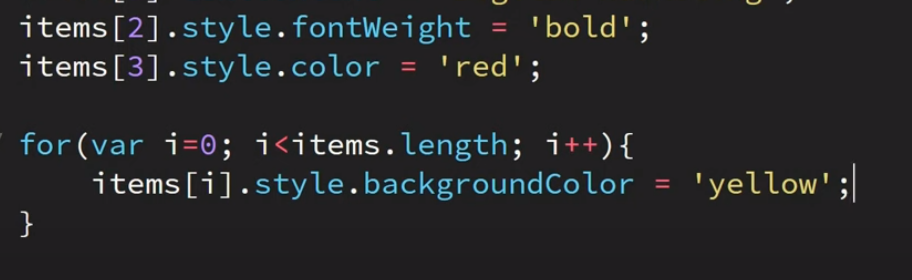 items[2].style.fontWeight = 'bold';
items[3].style.color = 'red';
for(var i=0; i<items.length; i++){
    items[i].style.backgroundColor = 'yellow';
}